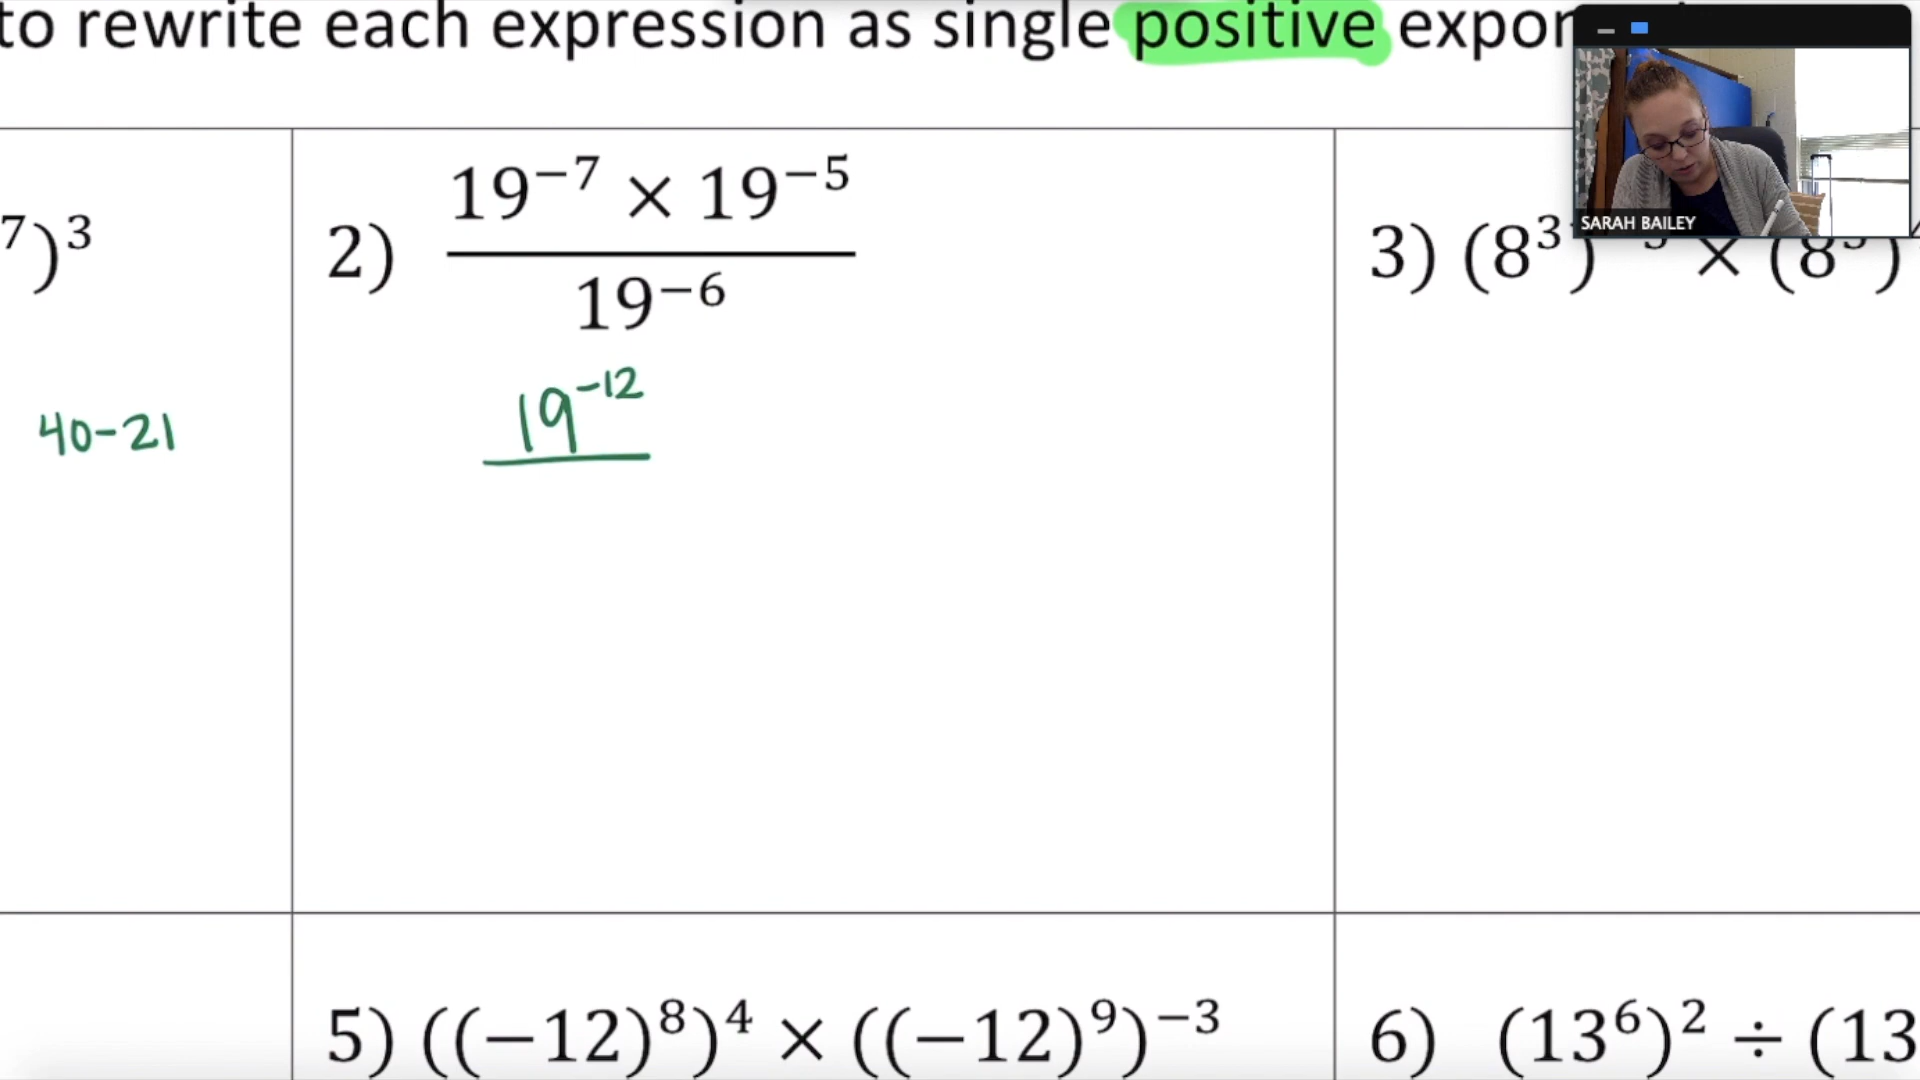 to rewrite each expression as single positive expo
SARAH BAILEY
7)³
2) 19⁻⁷ × 19⁻⁵
19⁻⁶
3) (8³) × (8
40-21
19⁻¹²
5) ((−12)⁸)⁴ × ((−12)⁹)⁻³
6) (13⁶)² ÷ (13